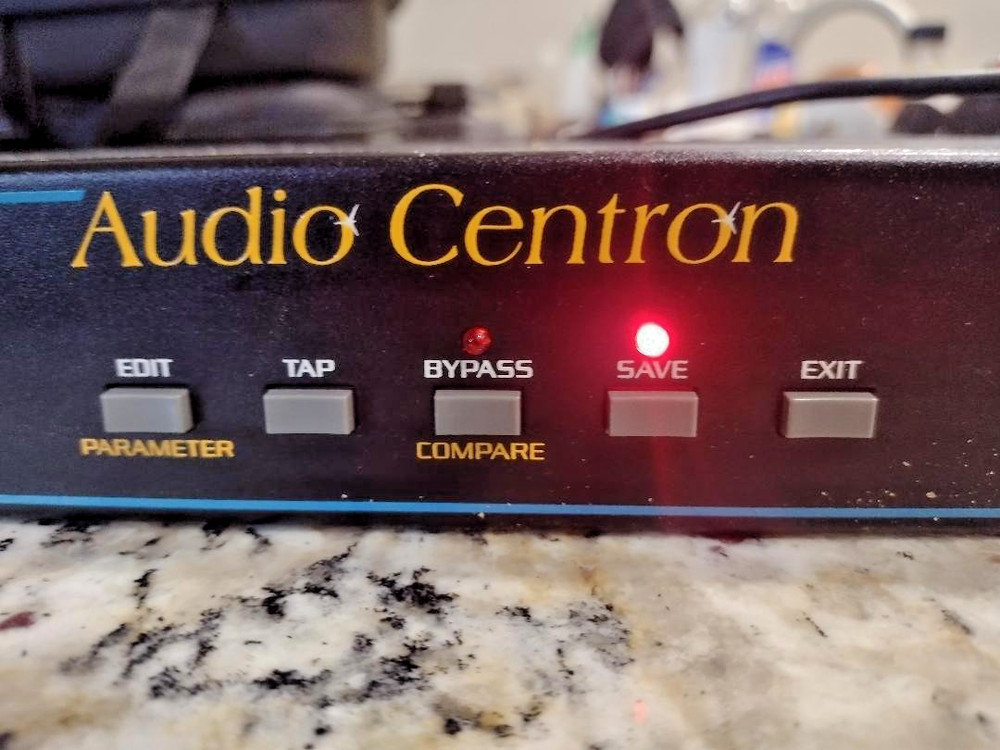 Audio Centron
EDIT TAP BYPASS SAVE EXIT
PARAMETER COMPARE